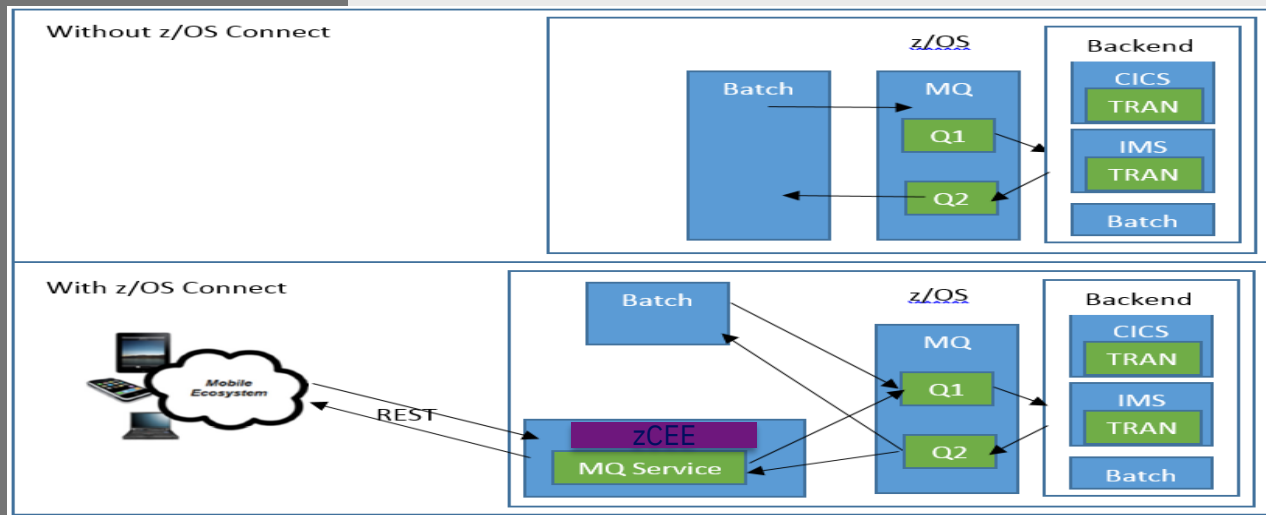 Without z/OS Connect
z/OS
Backend
Batch
MQ
CICS
TRAN
Q1
IMS
TRAN
Q2
Batch
With z/OS Connect
z/OS
Backend
Batch
MQ
CICS
TRAN
Mobile
Ecosystem
Q1
IMS
TRAN
REST
zCEE
Q2
MQ Service
Batch